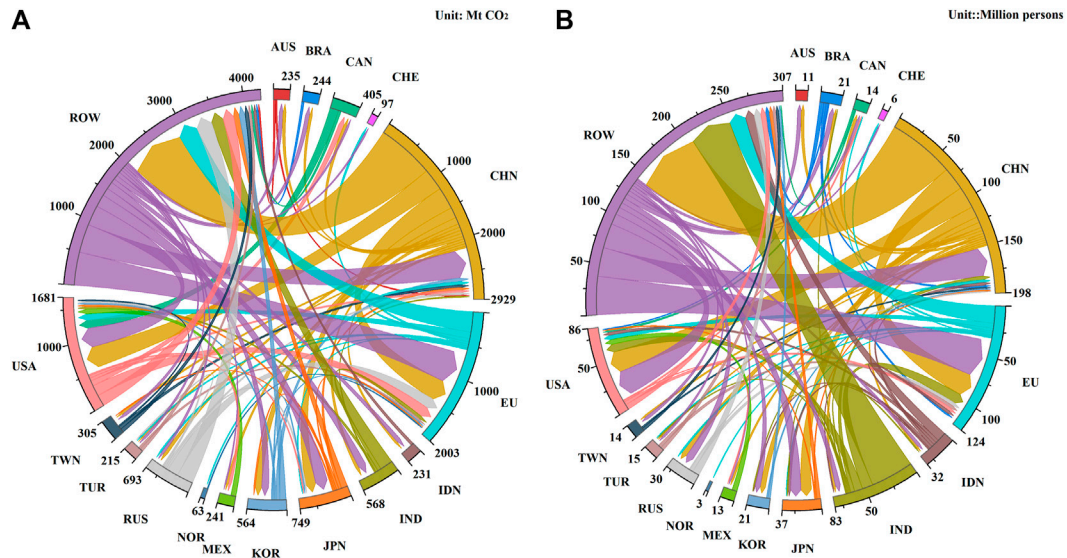 A
Unit: Mt CO₂
AUS
BRA
CAN
CHE
235
244
405
97
4000
3000
2000
1000
ROW
1000
CHN
2000
2929
1681
1000
USA
1000
EU
2003
305
TWN
215
TUR
693
RUS
63
NOR
241
MEX
564
KOR
749
JPN
568
IND
231
IDN
B
Unit::Million persons
AUS
BRA
CAN
CHE
307
11
21
14
6
250
200
150
100
50
ROW
50
100
CHN
150
198
86
50
USA
50
EU
100
124
14
TWN
15
TUR
30
RUS
3
NOR
13
MEX
21
KOR
37
JPN
83
50
IND
32
IDN